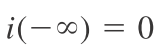 i(−∞) = 0